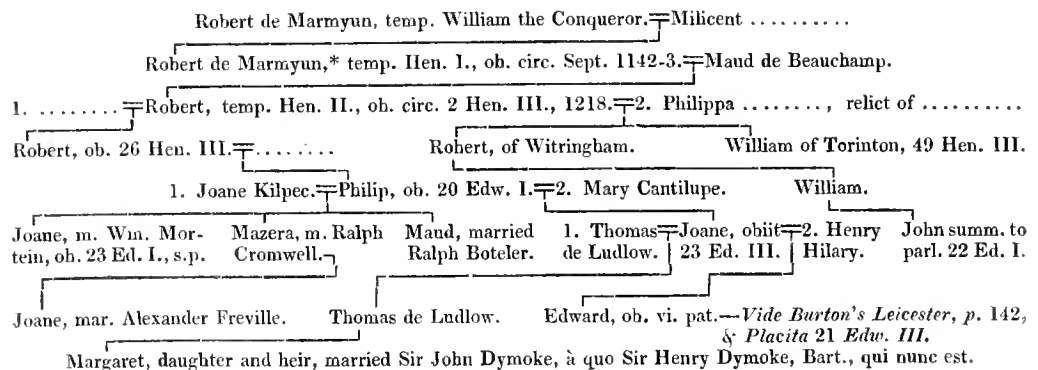 Robert de Marmyun, temp. William the Conqueror.╤Milicent ..........
Robert de Marmyun,* temp. Hen. I., ob. circ. Sept. 1142-3.╤Maud de Beauchamp.
1. .........╤Robert, temp. Hen. II., ob. circ. 2 Hen. III., 1218.╤2. Philippa ........, relict of ..........
Robert, ob. 26 Hen. III.╤........ Robert, of Witringham. William of Torinton, 49 Hen. III.
1. Joane Kilpec.╤Philip, ob. 20 Edw. I.╤2. Mary Cantilupe. William.
Joane, m. Wm. Mor- Mazera, m. Ralph Maud, married 1. Thomas╤Joane, obiit╤2. Henry John summ. to
tein, ob. 23 Ed. I., s.p. Cromwell. Ralph Boteler. de Ludlow. 23 Ed. III. Hilary. parl. 22 Ed. I.
Joane, mar. Alexander Freville. Thomas de Ludlow. Edward, ob. vi. pat.—Vide Burton's Leicester, p. 142,
& Placita 21 Edw. III.
Margaret, daughter and heir, married Sir John Dymoke, à quo Sir Henry Dymoke, Bart., qui nunc est.